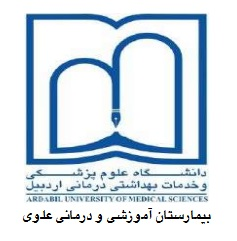 دانشگاه علوم پزشکی
وخدمات بهداشتی درمانی اردبیل
ARDABIL UNIVERSITY OF MEDICAL SCIENCES
بیمارستان آموزشی و درمانی علوی